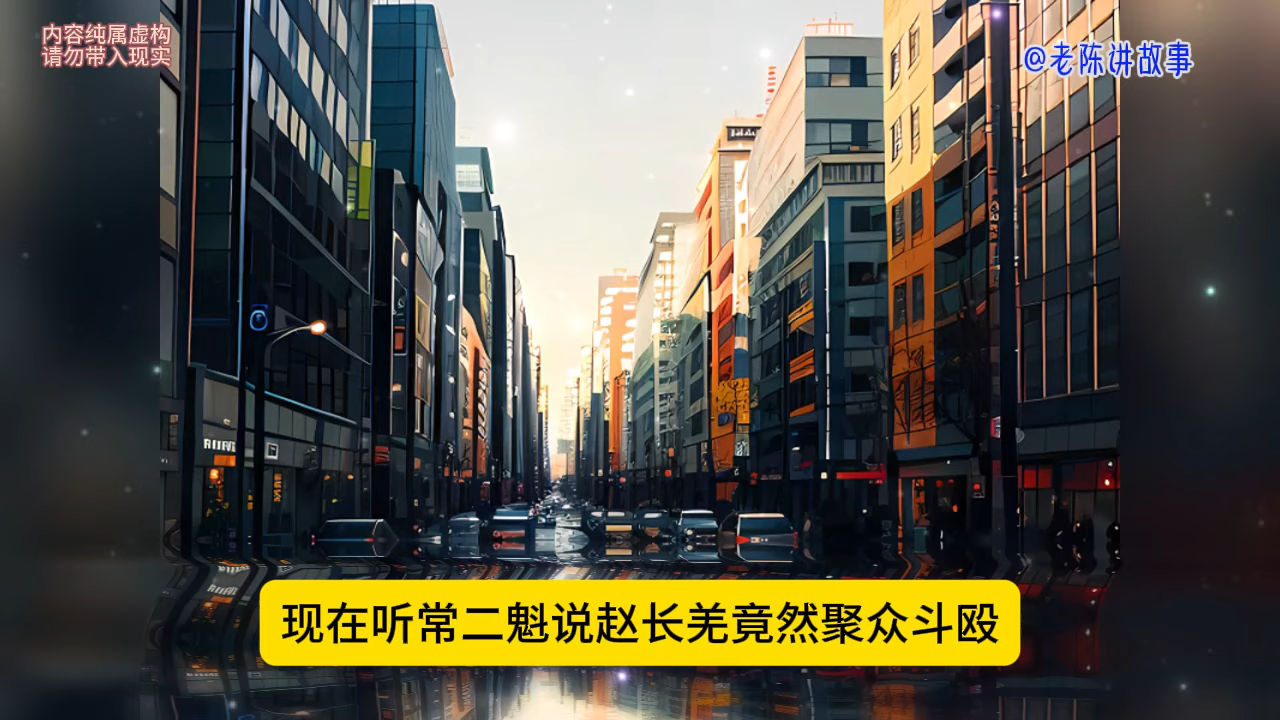 内容纯属虚构
请勿带入现实
@老陈讲故事
现在听常二魁说赵长羌竟然聚众斗殴